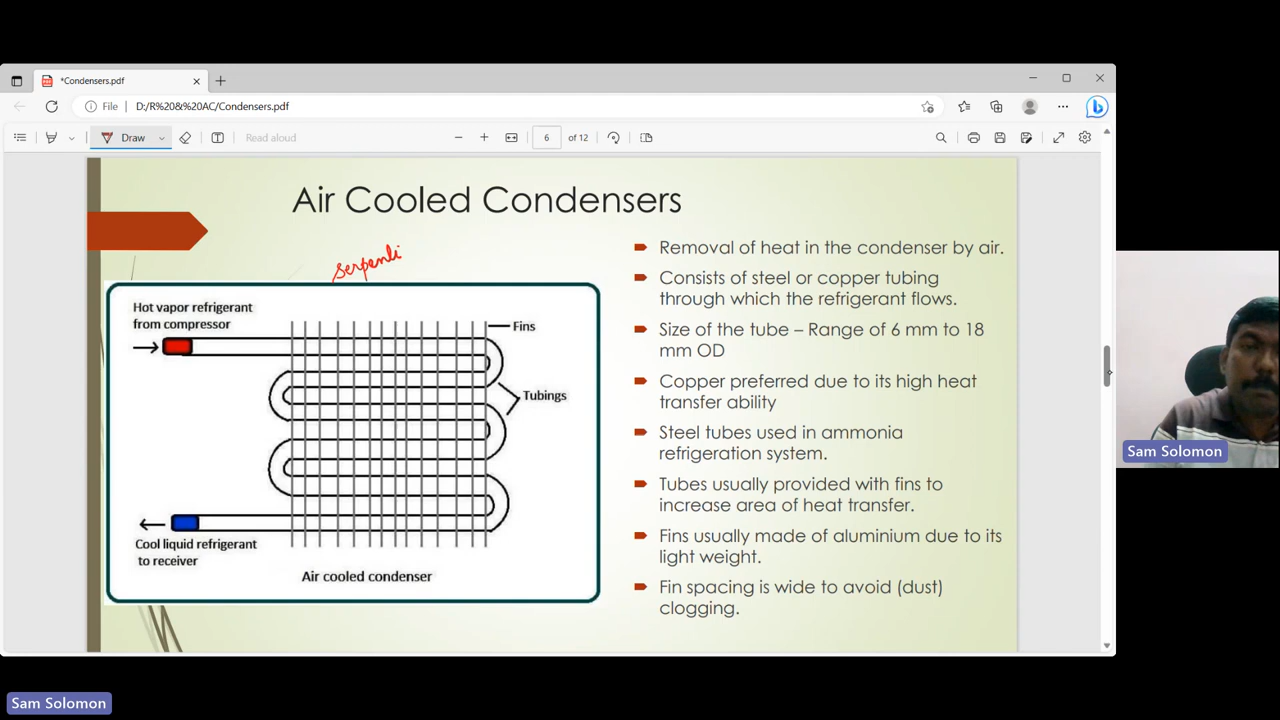 *Condensers.pdf
File
D:/R%20&%20AC/Condensers.pdf
Draw
Read aloud
6
of 12
Air Cooled Condensers
serpenti
Hot vapor refrigerant
from compressor
Fins
Tubings
Cool liquid refrigerant
to receiver
Air cooled condenser
Removal of heat in the condenser by air.
Consists of steel or copper tubing
through which the refrigerant flows.
Size of the tube – Range of 6 mm to 18
mm OD
Copper preferred due to its high heat
transfer ability
Steel tubes used in ammonia
refrigeration system.
Tubes usually provided with fins to
increase area of heat transfer.
Fins usually made of aluminium due to its
light weight.
Fin spacing is wide to avoid (dust)
clogging.
Sam Solomon
Sam Solomon